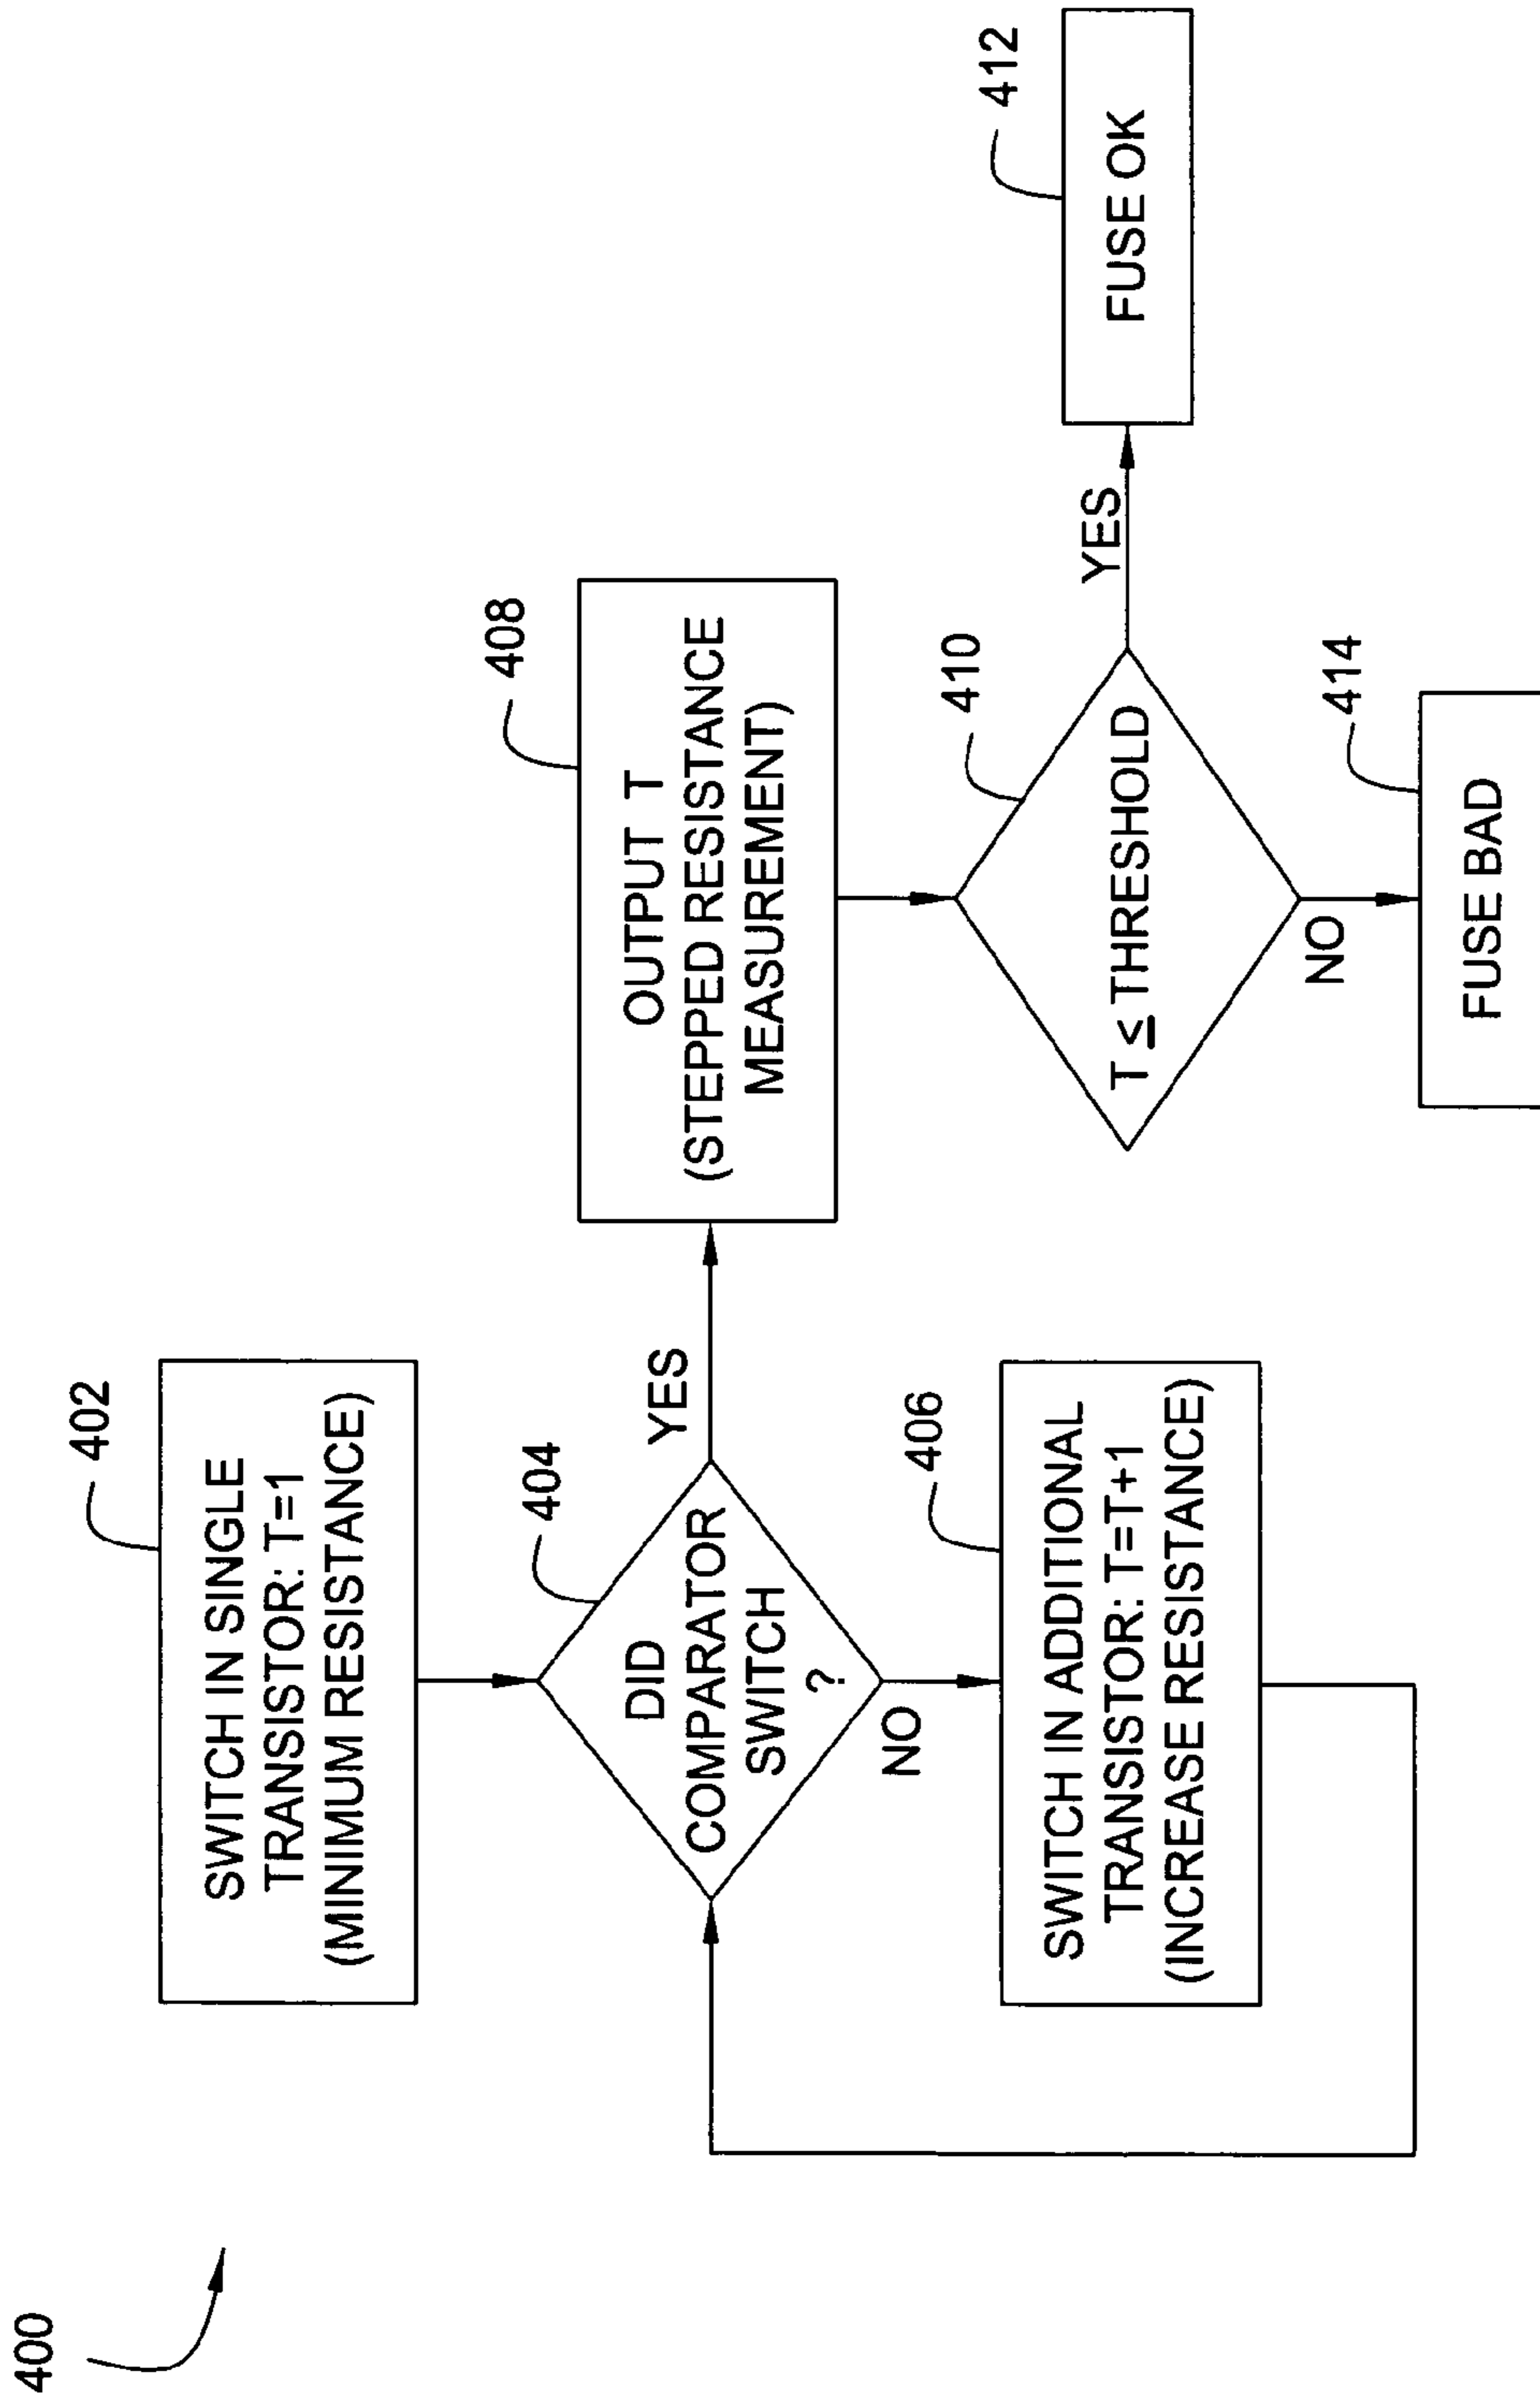 400
402
SWITCH IN SINGLE
TRANSISTOR: T=1
(MINIMUM RESISTANCE)
404
DID
COMPARATOR
SWITCH
?
YES
NO
406
SWITCH IN ADDITIONAL
TRANSISTOR: T=T+1
(INCREASE RESISTANCE)
408
OUTPUT T
(STEPPED RESISTANCE
MEASUREMENT)
410
T ≤ THRESHOLD
YES
NO
412
FUSE OK
414
FUSE BAD